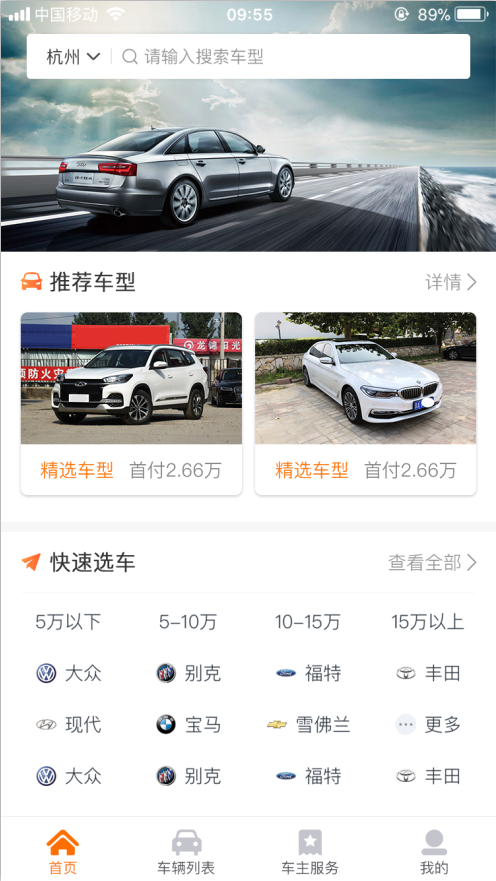 中国移动 09:55 89%
杭州 请输入搜索车型
推荐车型 详情
龙德阳光
预防火灾
精选车型 首付2.66万 精选车型 首付2.66万
快速选车 查看全部
5万以下 5-10万 10-15万 15万以上
大众 别克 福特 丰田
现代 宝马 雪佛兰 更多
大众 别克 福特 丰田
首页 车辆列表 车主服务 我的